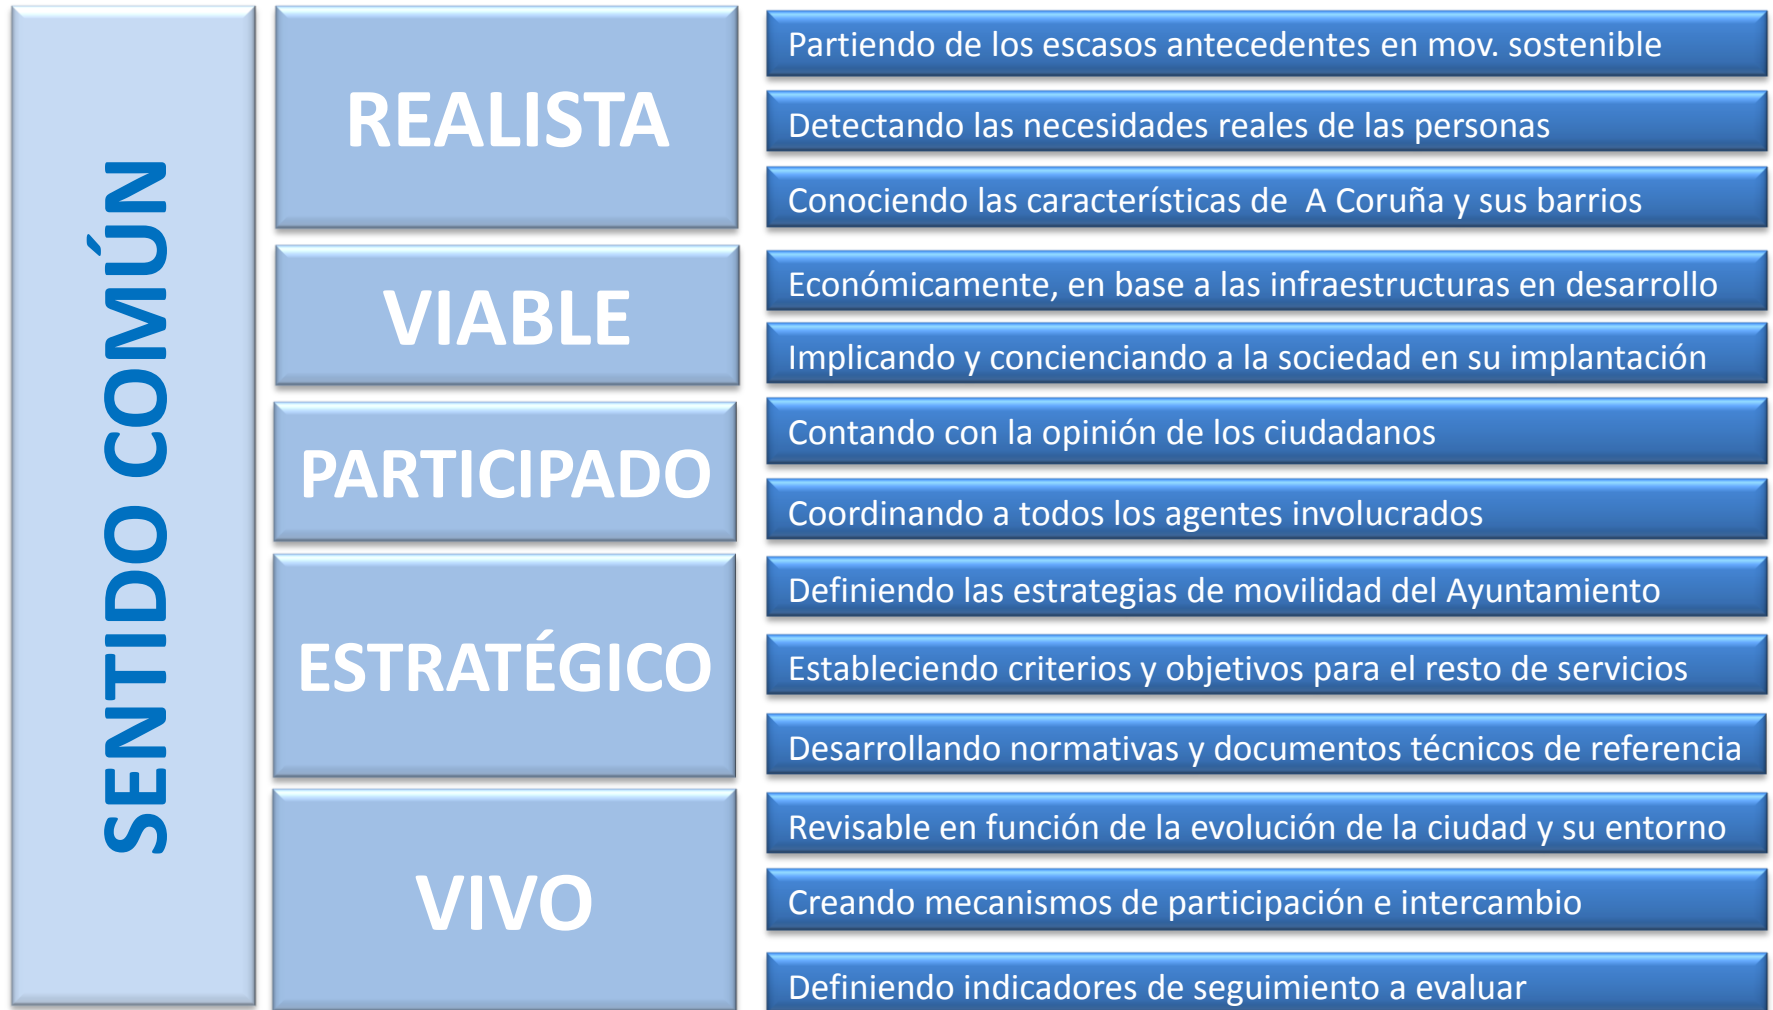 SENTIDO COMÚN
REALISTA
Partiendo de los escasos antecedentes en mov. sostenible
Detectando las necesidades reales de las personas
Conociendo las características de A Coruña y sus barrios
VIABLE
Económicamente, en base a las infraestructuras en desarrollo
Implicando y concienciando a la sociedad en su implantación
PARTICIPADO
Contando con la opinión de los ciudadanos
Coordinando a todos los agentes involucrados
ESTRATÉGICO
Definiendo las estrategias de movilidad del Ayuntamiento
Estableciendo criterios y objetivos para el resto de servicios
Desarrollando normativas y documentos técnicos de referencia
VIVO
Revisable en función de la evolución de la ciudad y su entorno
Creando mecanismos de participación e intercambio
Definiendo indicadores de seguimiento a evaluar